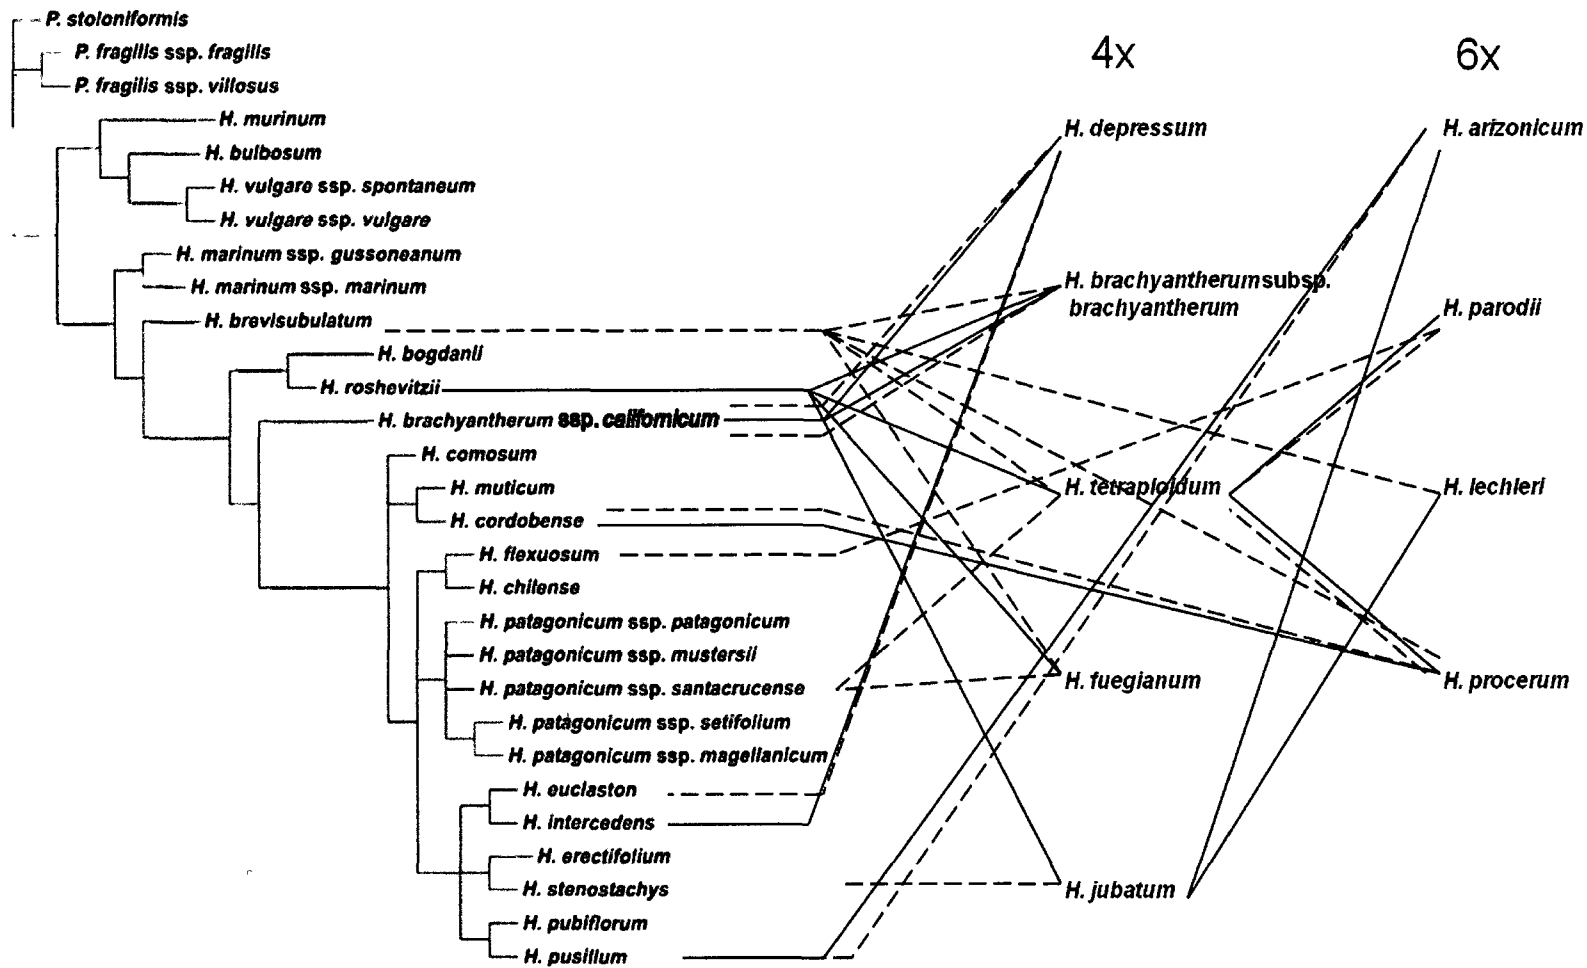 P. stoloniformis
P. fragilis ssp. fragilis
P. fragilis ssp. villosus
H. murinum
H. bulbosum
H. vulgare ssp. spontaneum
H. vulgare ssp. vulgare
H. marinum ssp. gussoneanum
H. marinum ssp. marinum
H. brevisubulatum
H. bogdanii
H. roshevitzii
H. brachyantherum ssp. californicum
H. comosum
H. muticum
H. cordobense
H. flexuosum
H. chilense
H. patagonicum ssp. patagonicum
H. patagonicum ssp. mustersii
H. patagonicum ssp. santacrucense
H. patagonicum ssp. setifolium
H. patagonicum ssp. magellanicum
H. euclaston
H. intercedens
H. erectifolium
H. stenostachys
H. pubiflorum
H. pusillum
4x
H. depressum
H. brachyantherum subsp.
brachyantherum
H. tetraploidum
H. fuegianum
H. jubatum
6x
H. arizonicum
H. parodii
H. lechleri
H. procerum